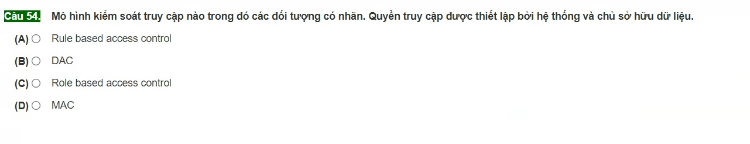 Câu 54. Mô hình kiểm soát truy cập nào trong đó các đối tượng có nhãn. Quyền truy cập được thiết lập bởi hệ thống và chủ sở hữu dữ liệu.
(A) Rule based access control
(B) DAC
(C) Role based access control
(D) MAC